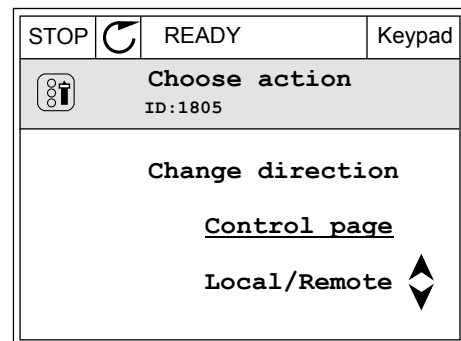 STOP READY Keypad
Choose action
ID:1805
Change direction
Control page
Local/Remote